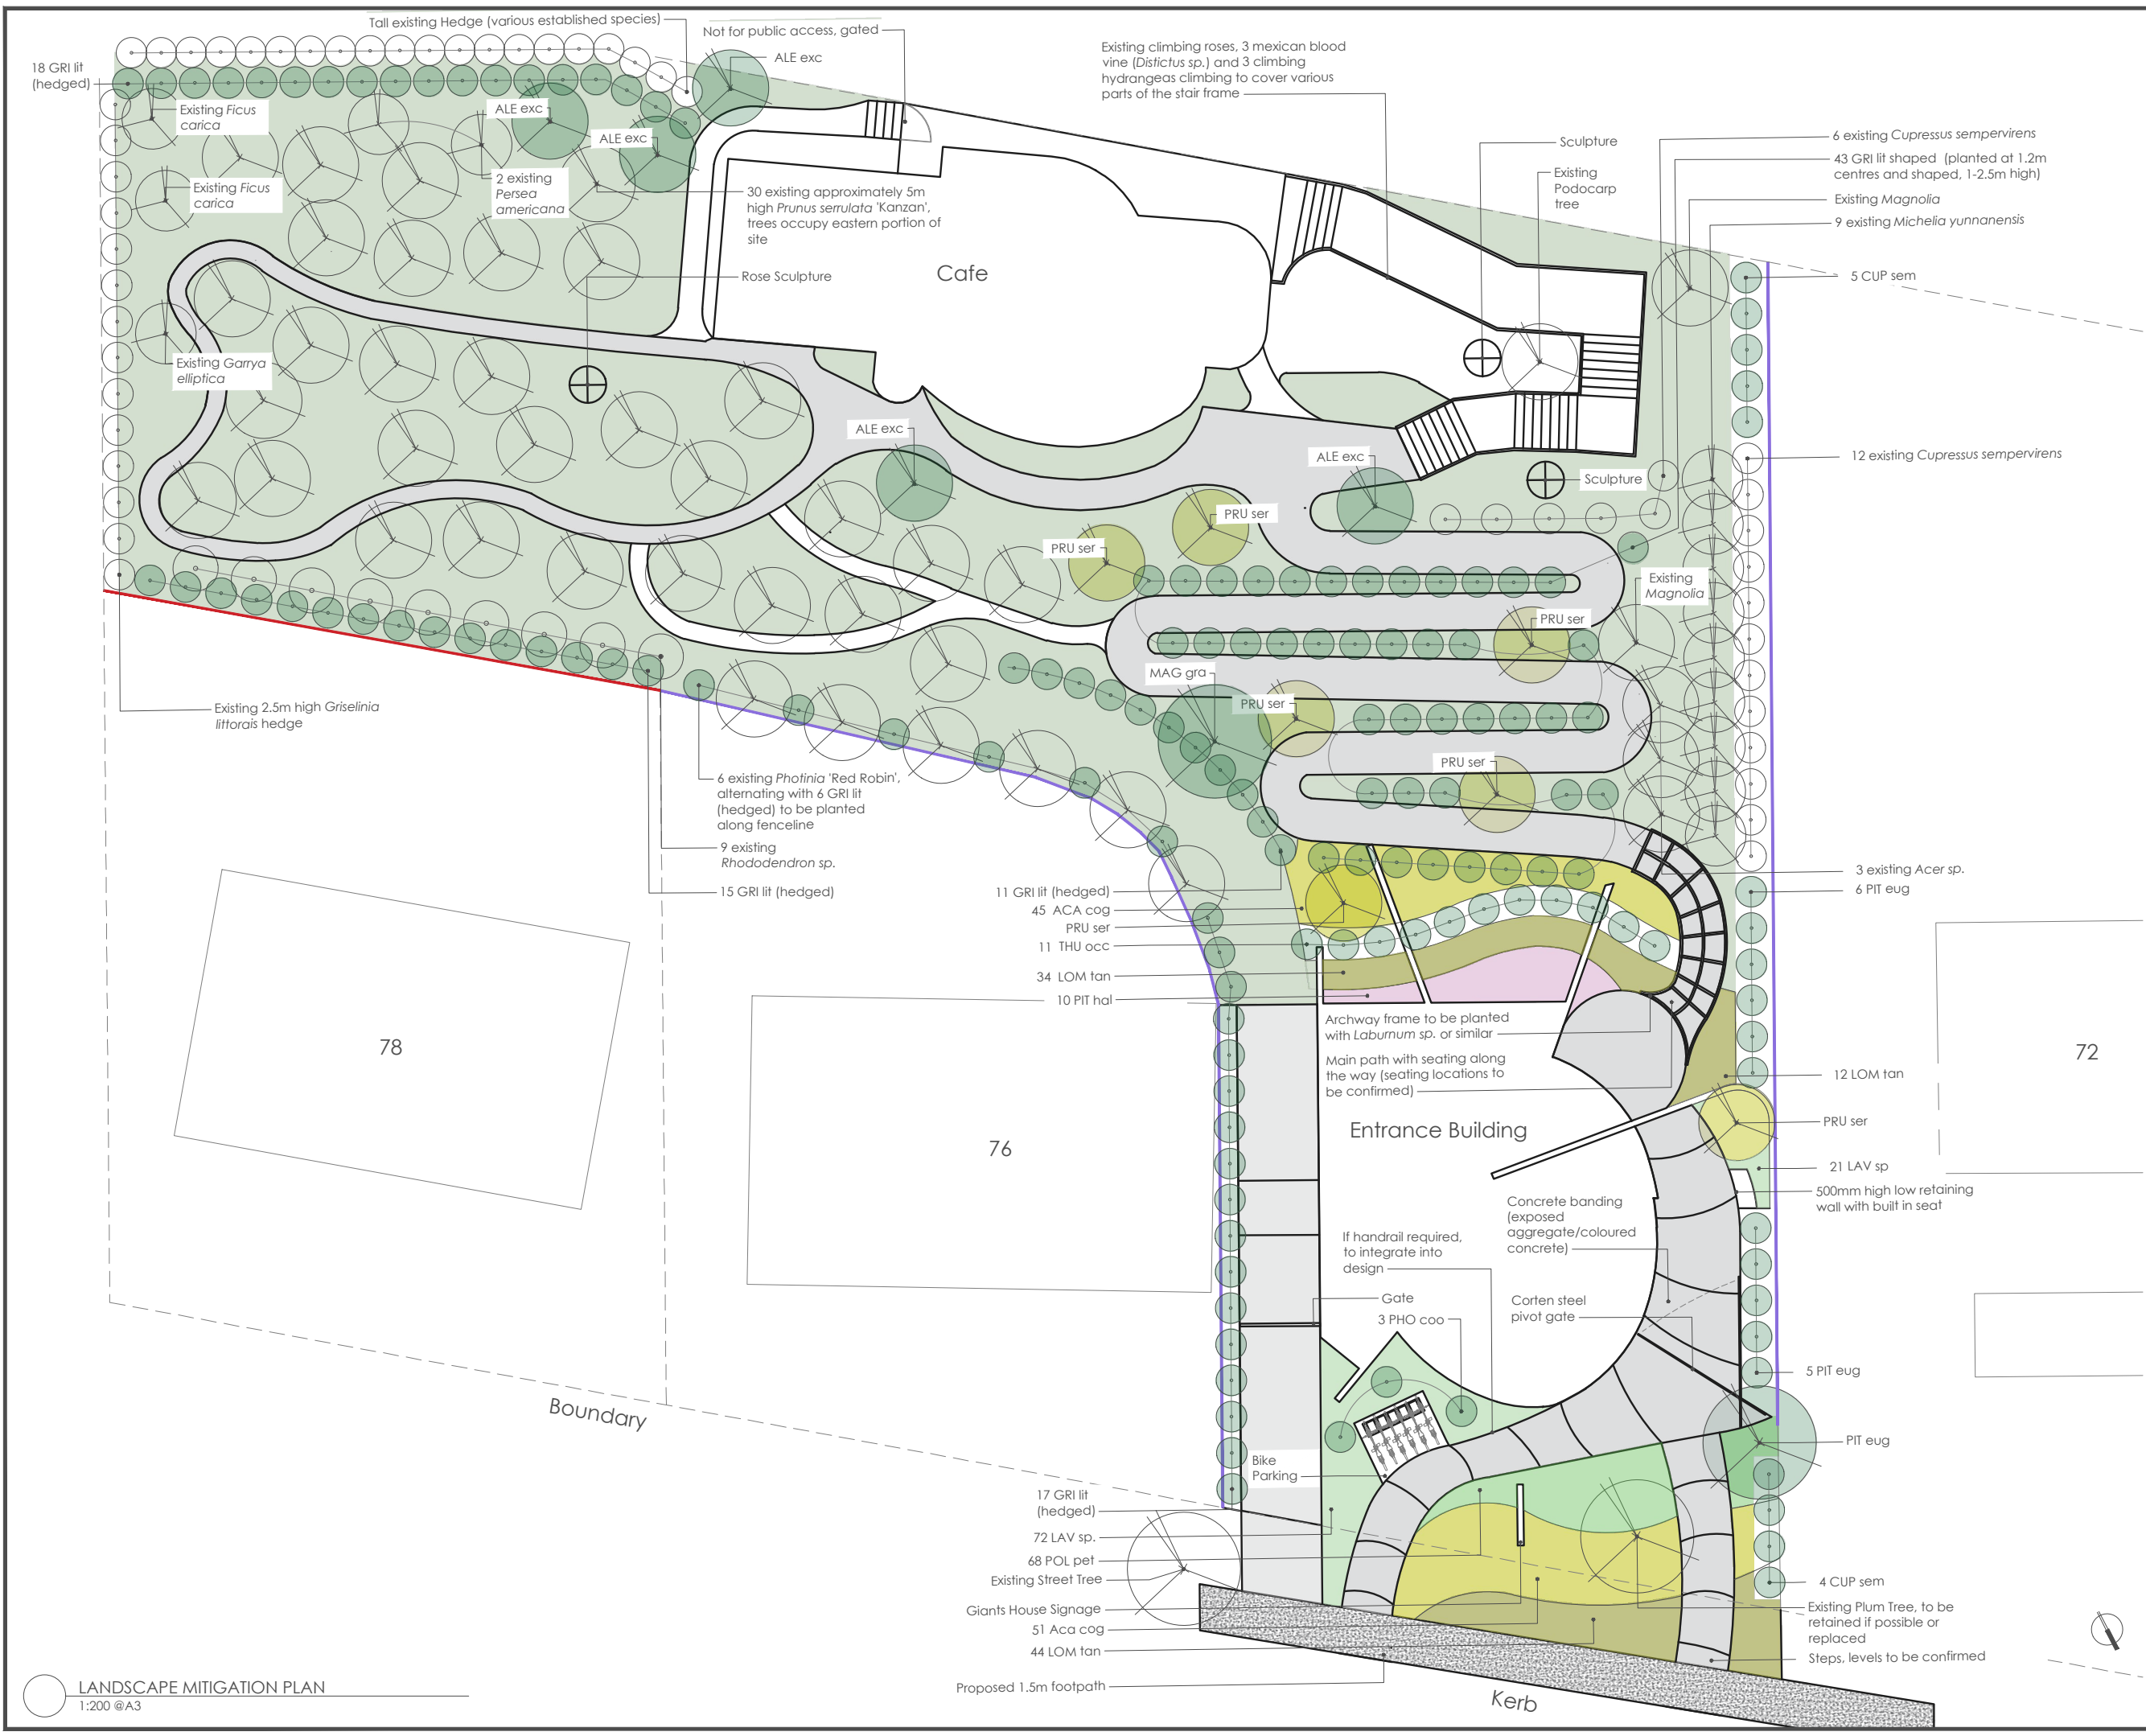 Tall existing Hedge (various established species)
Not for public access, gated
ALE exc
18 GRI lit
(hedged)
Existing Ficus
carica
ALE exc
ALE exc
Existing Ficus
carica
2 existing
Persea
americana
30 existing approximately 5m
high Prunus serrulata 'Kanzan',
trees occupy eastern portion of
site
Rose Sculpture
Cafe
Existing climbing roses, 3 mexican blood
vine (Distictus sp.) and 3 climbing
hydrangeas climbing to cover various
parts of the stair frame
Sculpture
Existing
Podocarp
tree
6 existing Cupressus sempervirens
43 GRI lit shaped (planted at 1.2m
centres and shaped, 1-2.5m high)
Existing Magnolia
9 existing Michelia yunnanensis
5 CUP sem
Existing Garrya
elliptica
ALE exc
ALE exc
Sculpture
12 existing Cupressus sempervirens
PRU ser
PRU ser
Existing
Magnolia
PRU ser
MAG gra
PRU ser
PRU ser
Existing 2.5m high Griselinia
littorais hedge
6 existing Photinia 'Red Robin',
alternating with 6 GRI lit
(hedged) to be planted
along fenceline
9 existing
Rhododendron sp.
15 GRI lit (hedged)
11 GRI lit (hedged)
45 ACA cog
PRU ser
11 THU occ
34 LOM tan
10 PIT hal
3 existing Acer sp.
6 PIT eug
Archway frame to be planted
with Laburnum sp. or similar
Main path with seating along
the way (seating locations to
be confirmed)
12 LOM tan
PRU ser
21 LAV sp
500mm high low retaining
wall with built in seat
78
76
72
Entrance Building
Concrete banding
(exposed
aggregate/coloured
concrete)
If handrail required,
to integrate into
design
Gate
3 PHO coo
Corten steel
pivot gate
5 PIT eug
PIT eug
Boundary
Bike
Parking
17 GRI lit
(hedged)
72 LAV sp.
68 POL pet
Existing Street Tree
Giants House Signage
51 Aca cog
44 LOM tan
Proposed 1.5m footpath
4 CUP sem
Existing Plum Tree, to be
retained if possible or
replaced
Steps, levels to be confirmed
Kerb
LANDSCAPE MITIGATION PLAN
1:200 @A3